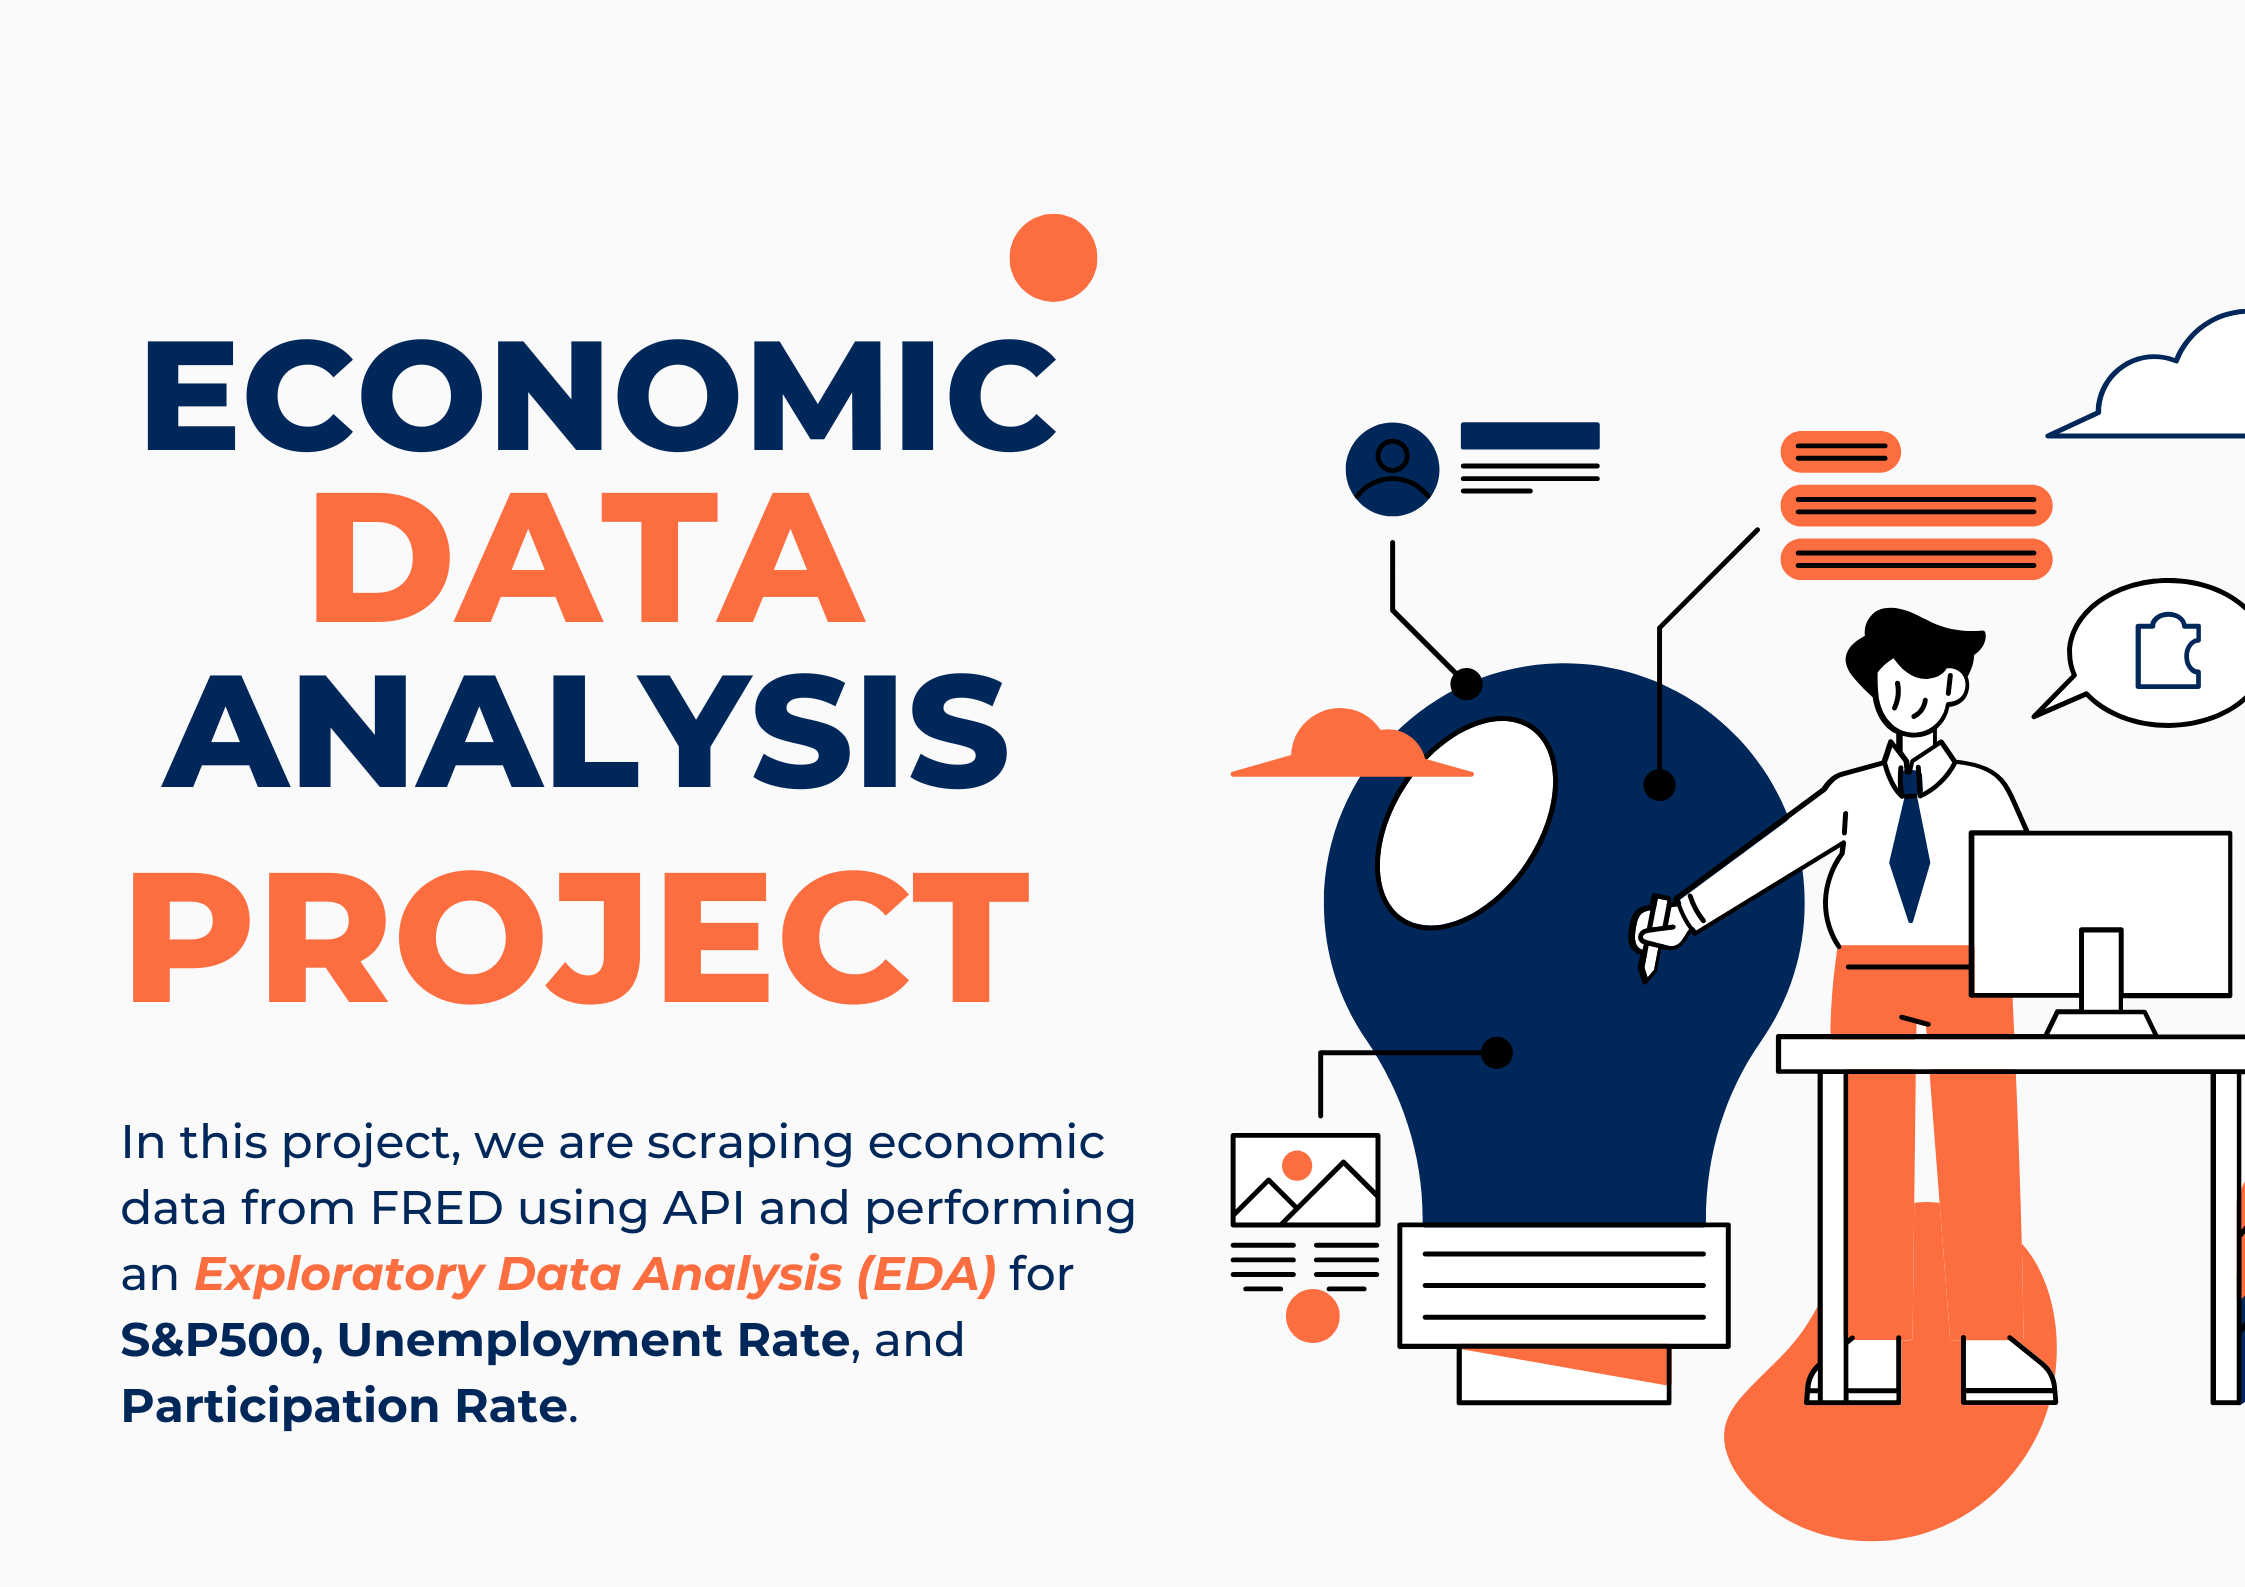 ECONOMIC
DATA
ANALYSIS
PROJECT
In this project, we are scraping economic
data from FRED using API and performing
an Exploratory Data Analysis (EDA) for
S&P500, Unemployment Rate, and
Participation Rate.